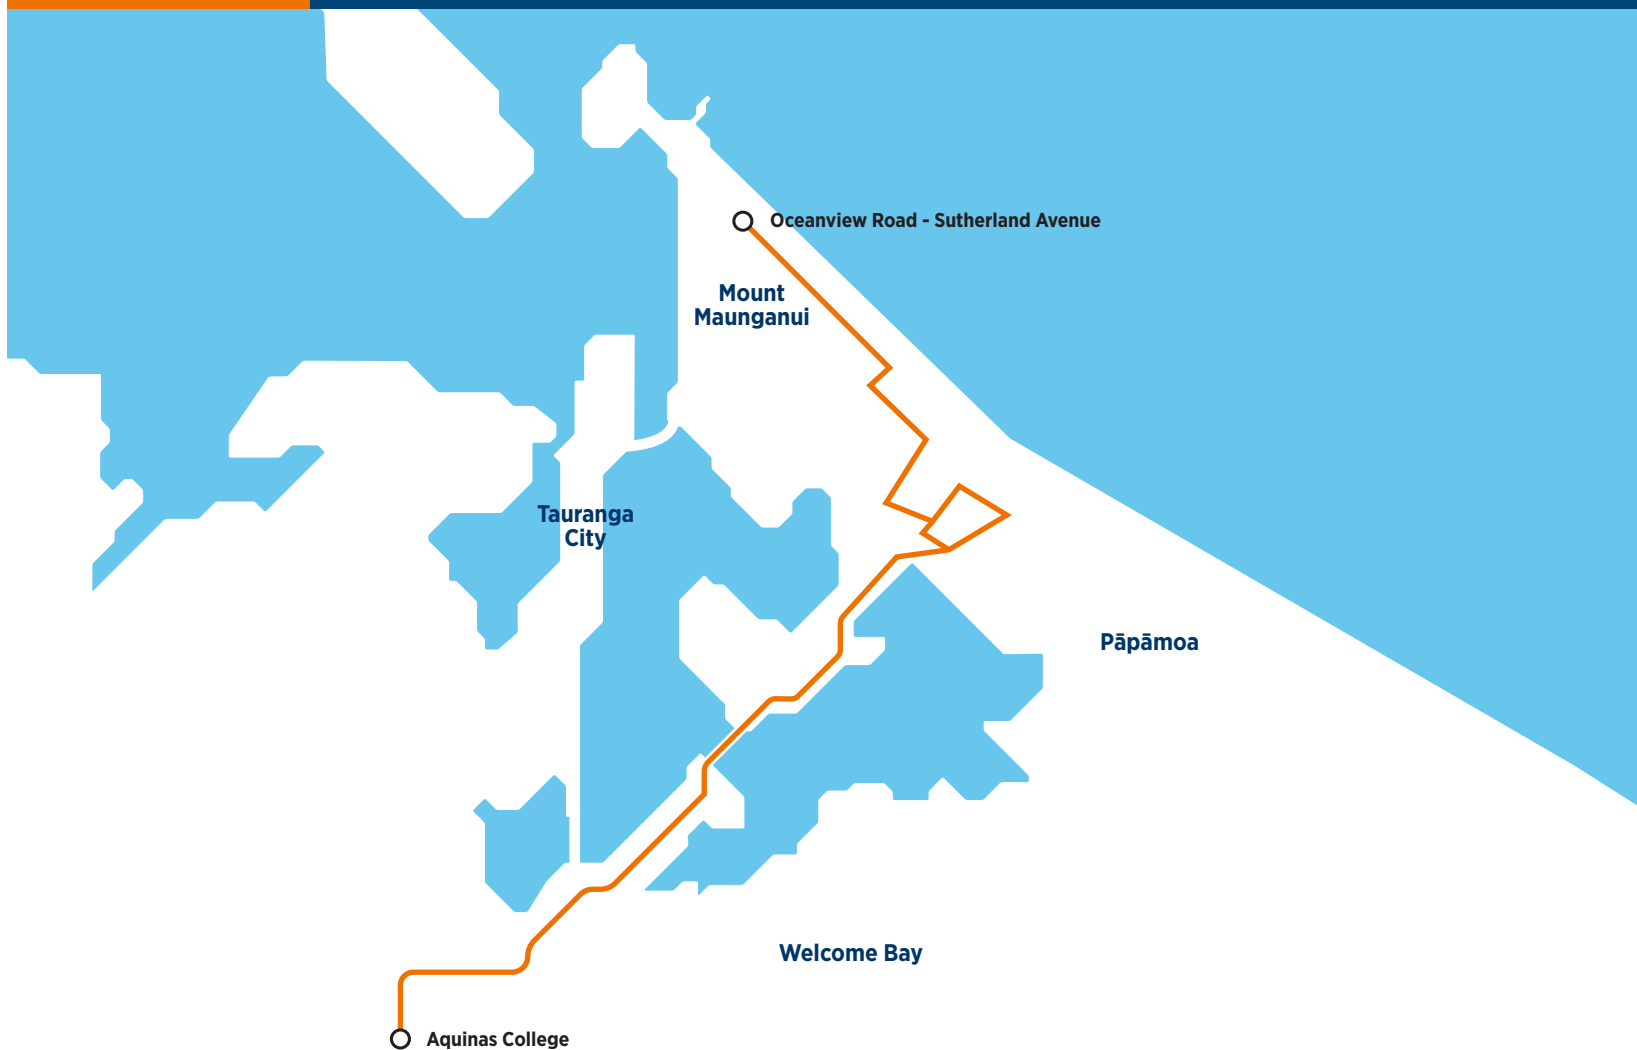 Oceanview Road - Sutherland Avenue
Mount
Maunganui
Tauranga
City
Pāpāmoa
Welcome Bay
Aquinas College